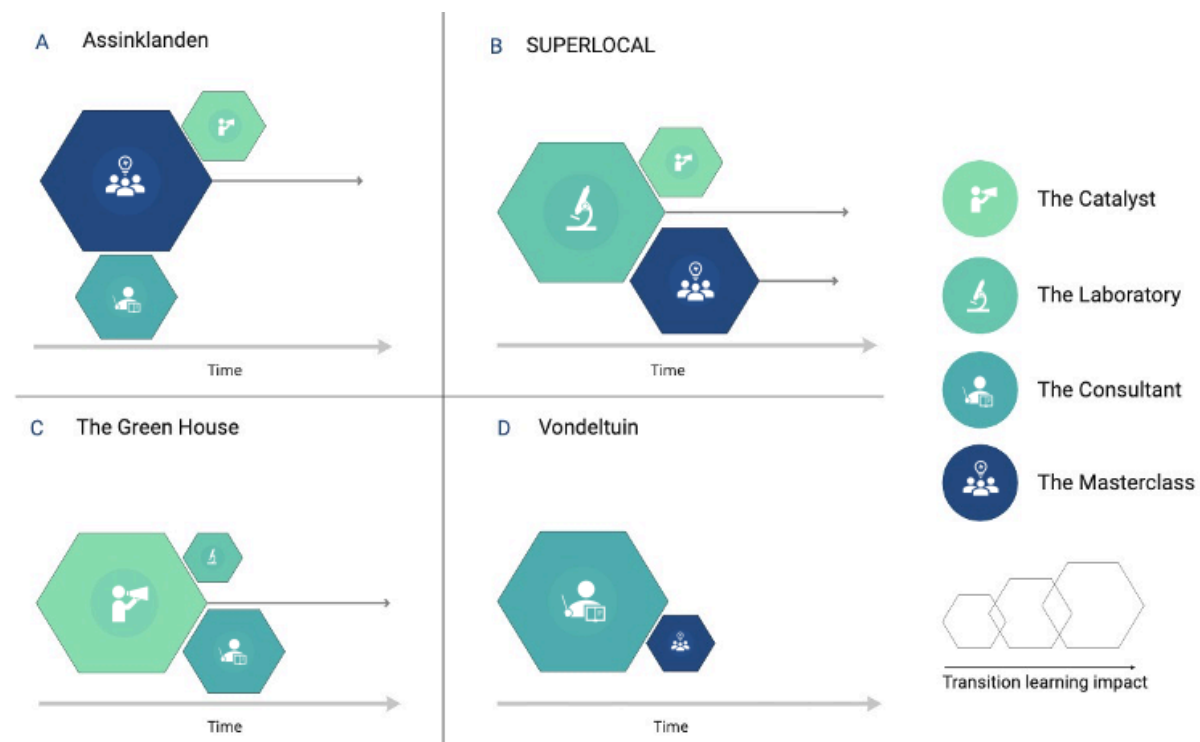 A Assinklanden
B SUPERLOCAL
Time
Time
C The Green House
D Vondeltuin
Time
Time
The Catalyst
The Laboratory
The Consultant
The Masterclass
Transition learning impact